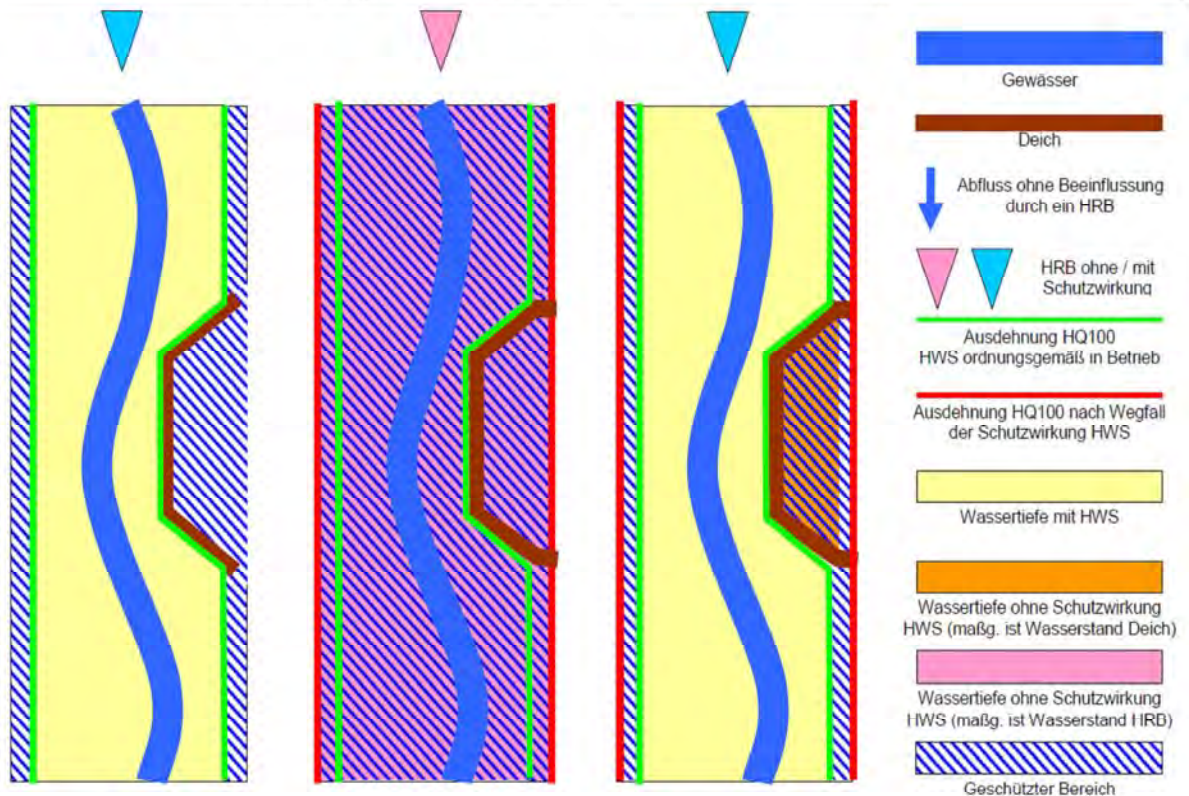 Gewässer
Deich
Abfluss ohne Beeinflussung
durch ein HRB
HRB ohne / mit
Schutzwirkung
Ausdehnung HQ100
HWS ordnungsgemäß in Betrieb
Ausdehnung HQ100 nach Wegfall
der Schutzwirkung HWS
Wassertiefe mit HWS
Wassertiefe ohne Schutzwirkung
HWS (maßg. ist Wasserstand Deich)
Wassertiefe ohne Schutzwirkung
HWS (maßg. ist Wasserstand HRB)
Geschützter Bereich